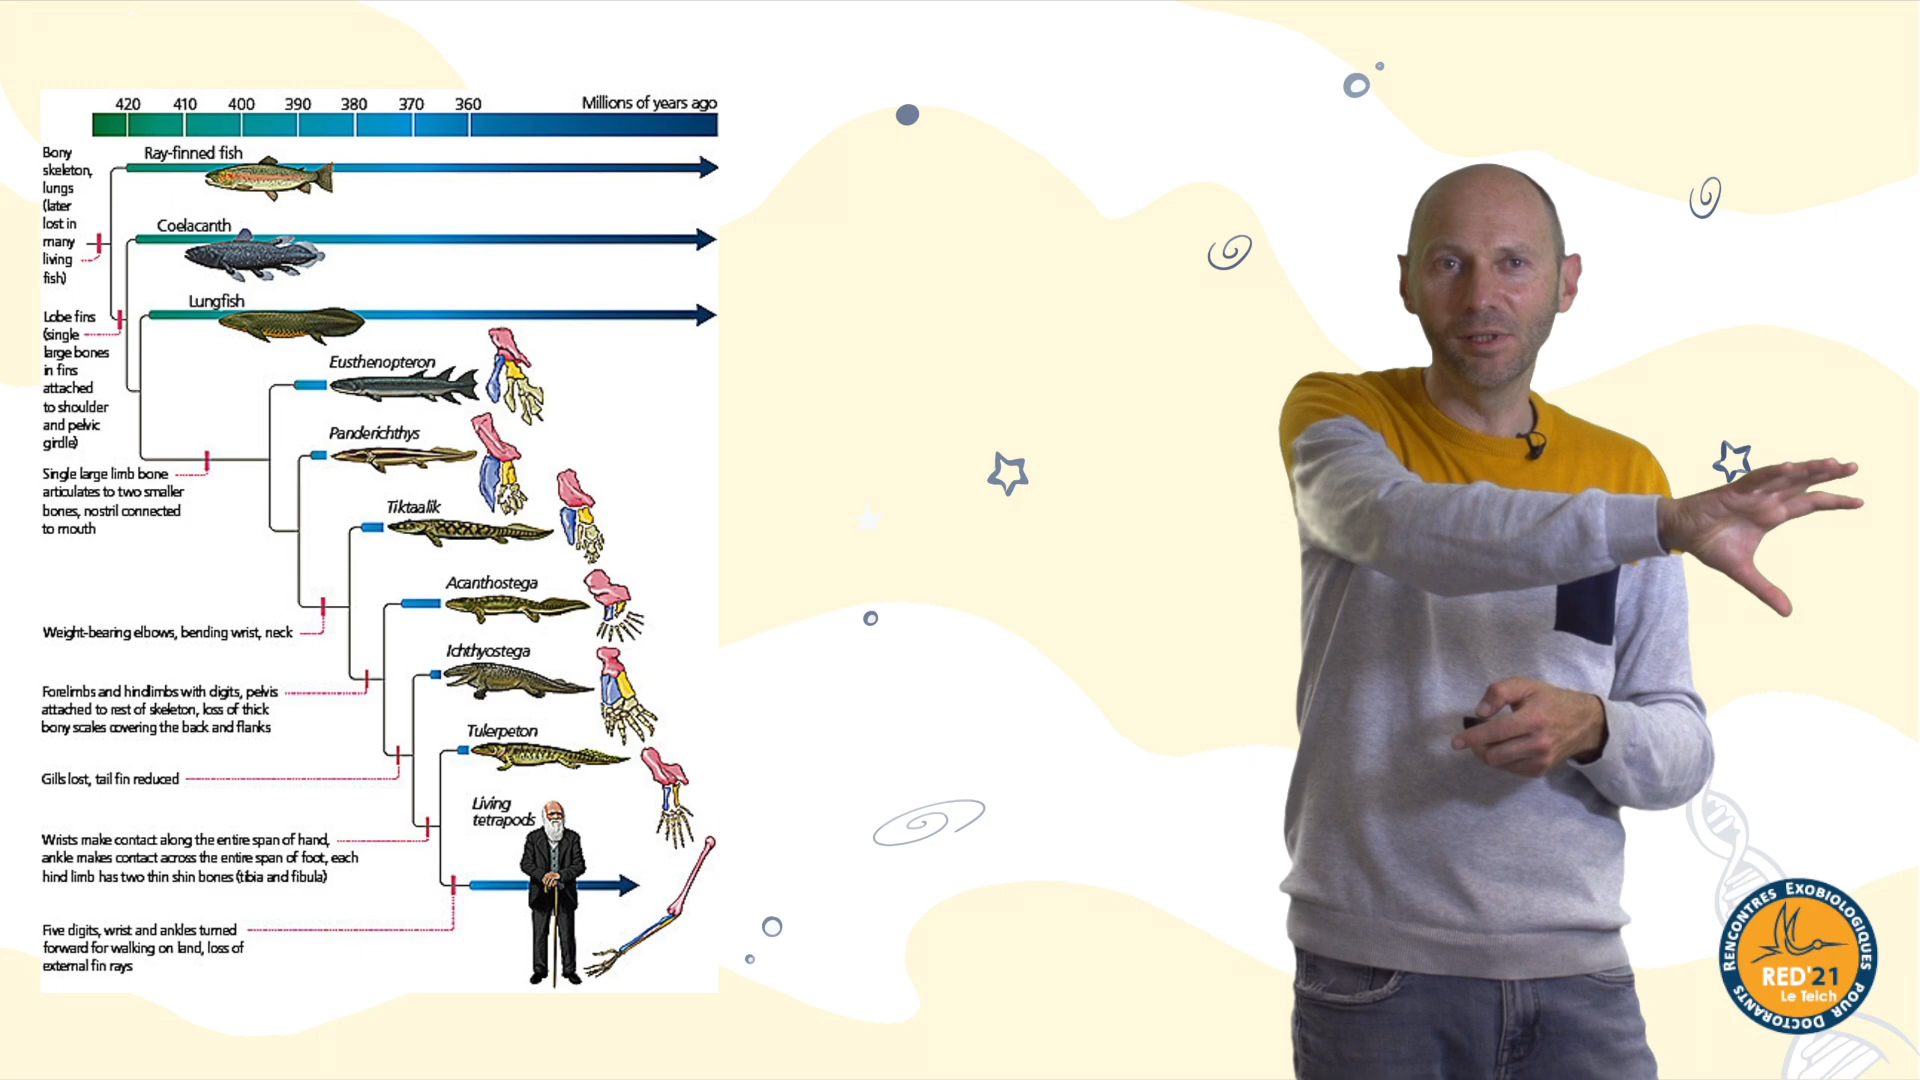 420 410 400 390 380 370 360 Millions of years ago
Ray-finned fish
Bony
skeleton,
lungs
(later
lost in
many
living
fish)
Coelacanth
Lungfish
Lobe fins
(single
large bones
in fins
attached
to shoulder
and pelvic
girdle)
Eusthenopteron
Panderichthys
Single large limb bone
articulates to two smaller
bones, nostril connected
to mouth
Tiktaalik
Acanthostega
Weight-bearing elbows, bending wrist, neck
Ichthyostega
Forelimbs and hindlimbs with digits, pelvis
attached to rest of skeleton, loss of thick
bony scales covering the back and flanks
Tulerpeton
Gills lost, tail fin reduced
Living
tetrapods
Wrists make contact along the entire span of hand,
ankle makes contact across the entire span of foot, each
hind limb has two thin shin bones (tibia and fibula)
Five digits, wrist and ankles turned
forward for walking on land, loss of
external fin rays
RENCONTRES EXOBIOLOGIQUES POUR DOCTORANTS
RED'21
Le Teich